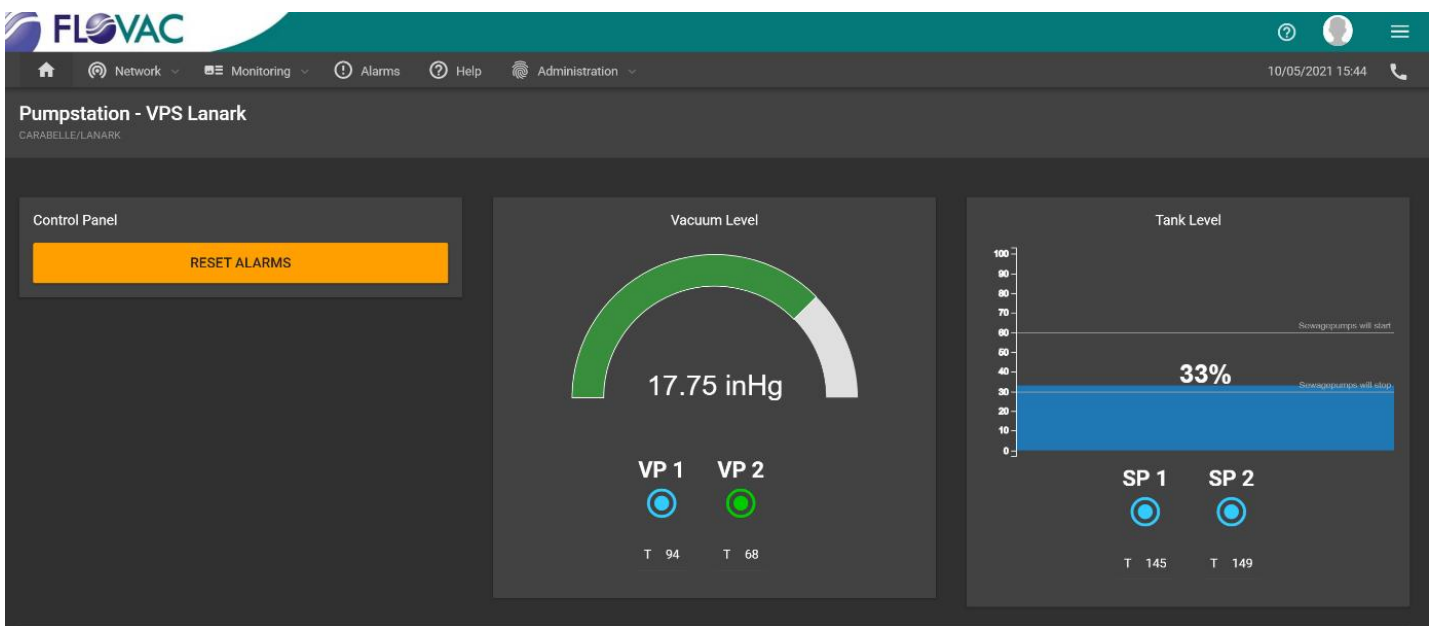 FLOVAC
Network
Monitoring
Alarms
Help
Administration
10/05/2021 15:44
Pumpstation - VPS Lanark
CARABELLE/LANARK
Control Panel
RESET ALARMS
Vacuum Level
17.75 inHg
VP 1 VP 2
T 94 T 68
Tank Level
100
90
80
70
60
50
40
30
20
10
0
Sewagepumps will start
33%
Sewagepumps will stop
SP 1 SP 2
T 145 T 149